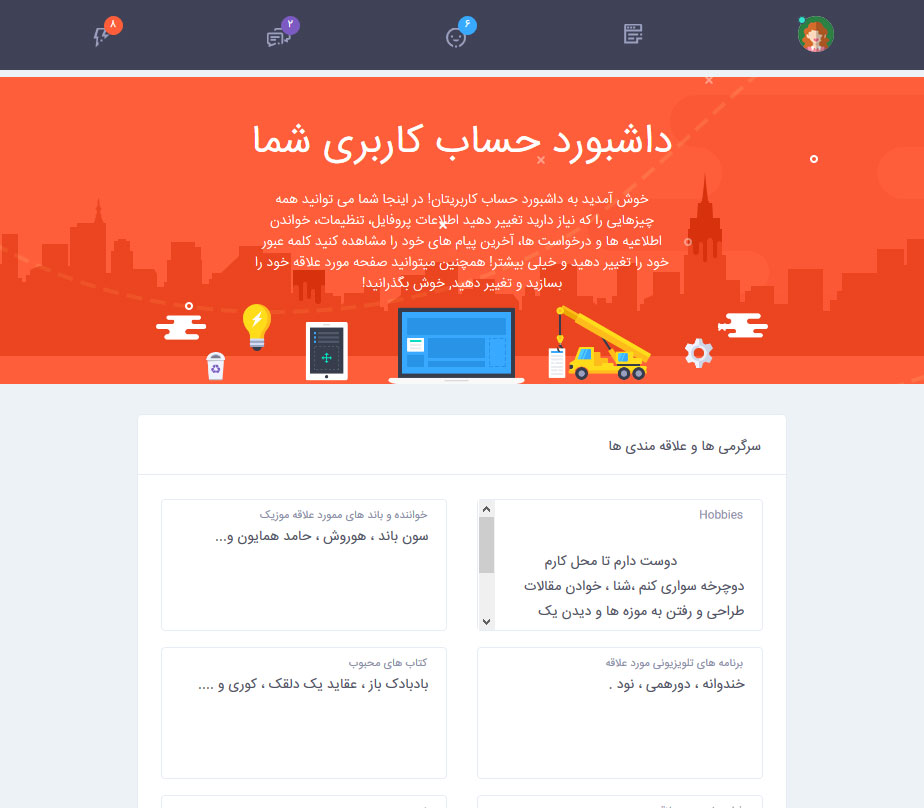 ۶
۲
۸
داشبورد حساب کاربری شما
خوش آمدید به داشبورد حساب کاربریتان! در اینجا شما می توانید همه
چیزهایی را که نیاز دارید تغییر دهید اطلاعات پروفایل، تنظیمات، خواندن
اطلاعیه ها و درخواست ها، آخرین پیام های خود را مشاهده کنید کلمه عبور
خود را تغییر دهید و خیلی بیشتر! همچنین میتوانید صفحه مورد علاقه خود را
بسازید و تغییر دهید, خوش بگذرانید!
سرگرمی ها و علاقه مندی ها
Hobbies
دوست دارم تا محل کارم
دوچرخه سواری کنم ،شنا ، خوادن مقالات
طراحی و رفتن به موزه ها و دیدن یک
خواننده و باند های ممورد علاقه موزیک
سون باند ، هوروش ، حامد همایون و...
برنامه های تلویزیونی مورد علاقه
خندوانه ، دورهمی ، نود .
کتاب های محبوب
بادبادک باز ، عقاید یک دلقک ، کوری و ....